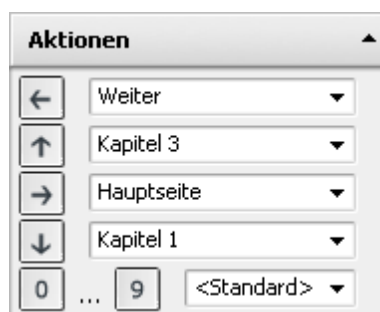 Aktionen
Weiter
Kapitel 3
Hauptseite
Kapitel 1
0 ... 9 <Standard>